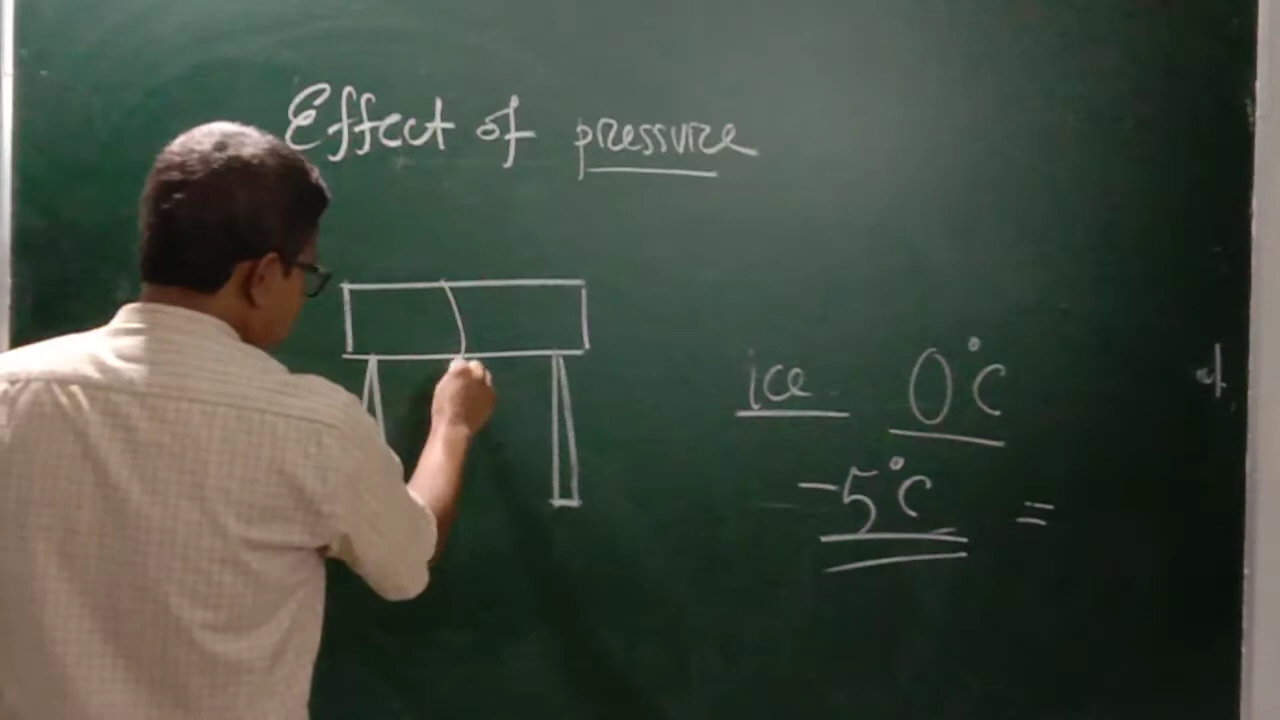 Effect of pressure
ice 0°C
-5°C =